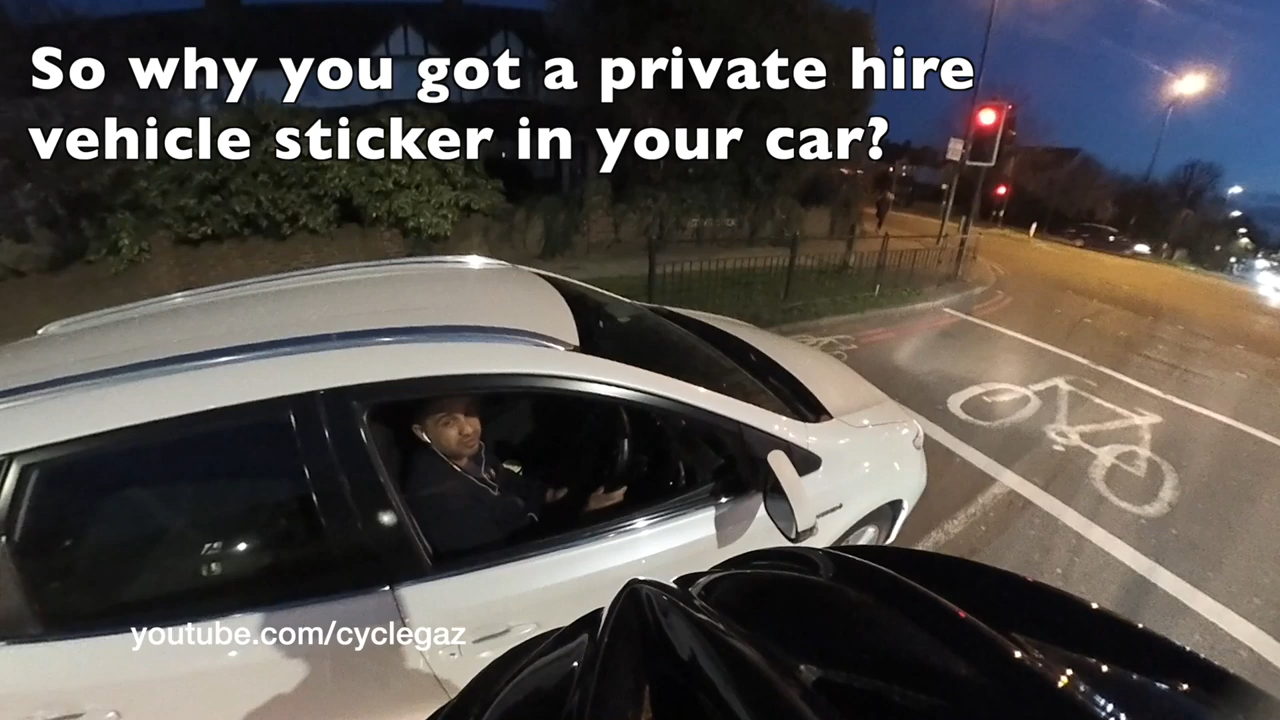 So why you got a private hire
vehicle sticker in your car?
youtube.com/cyclegaz